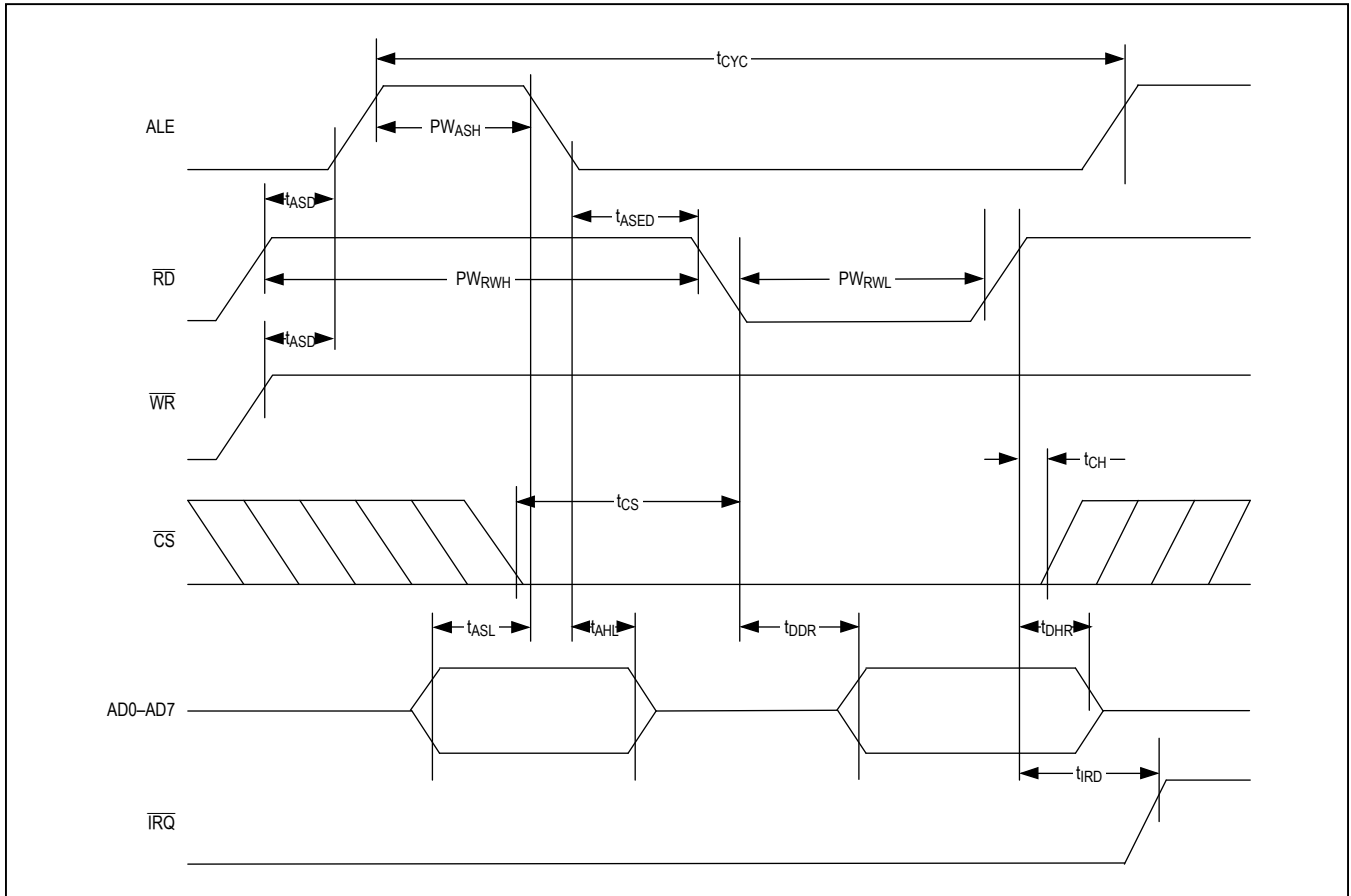 tCYC
ALE
PWASH
tASD
tASED
RD
PWRWH
PWRWL
tASD
WR
tCH
tCS
CS
tASL
tAHL
tDDR
tDHR
AD0–AD7
tIRD
IRQ